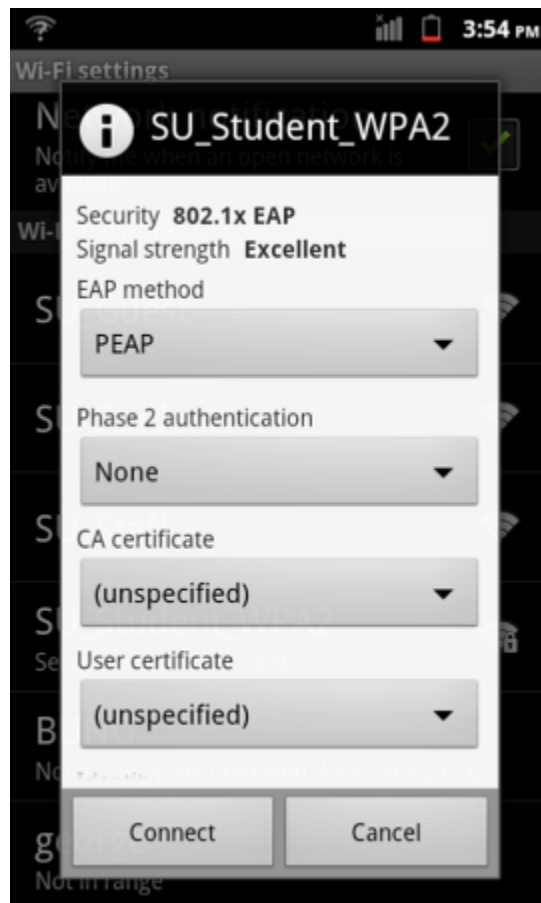 3:54 PM
Wi-Fi settings
SU_Student_WPA2
Security 802.1x EAP
Signal strength Excellent
EAP method
PEAP
Phase 2 authentication
None
CA certificate
(unspecified)
User certificate
(unspecified)
Connect
Cancel
Not in range